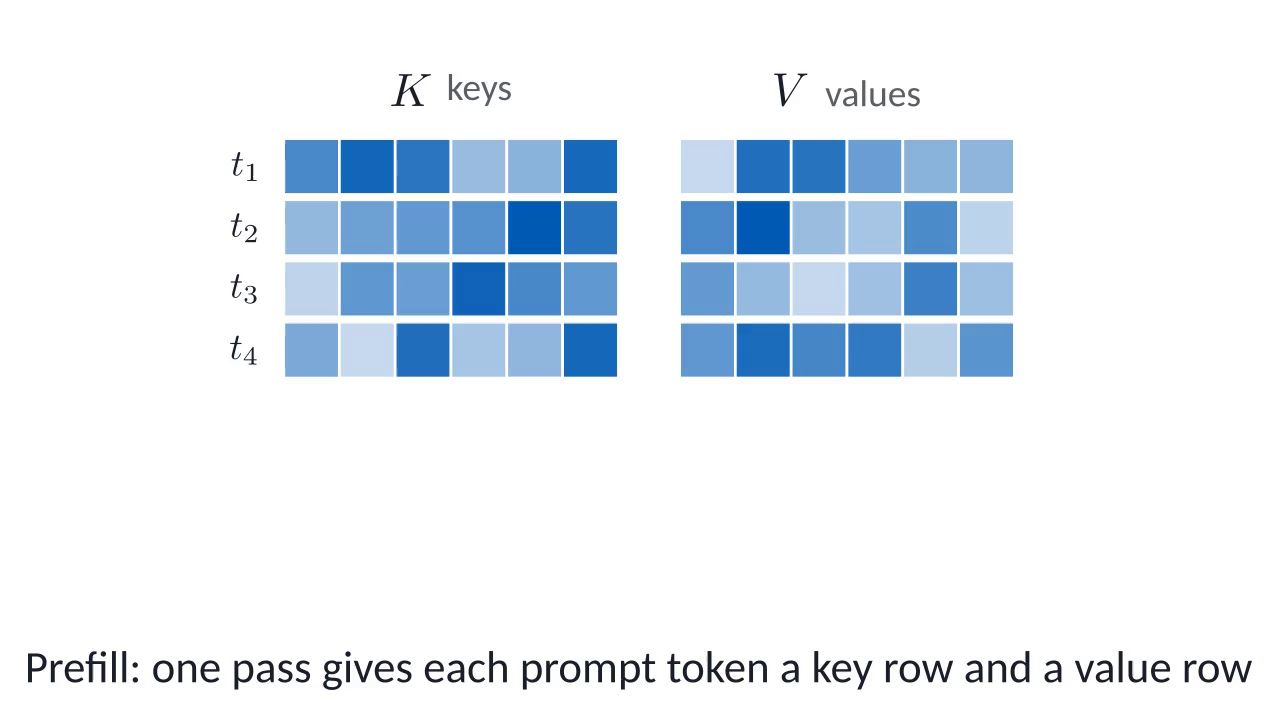 K keys V values
t₁
t₂
t₃
t₄
Prefill: one pass gives each prompt token a key row and a value row